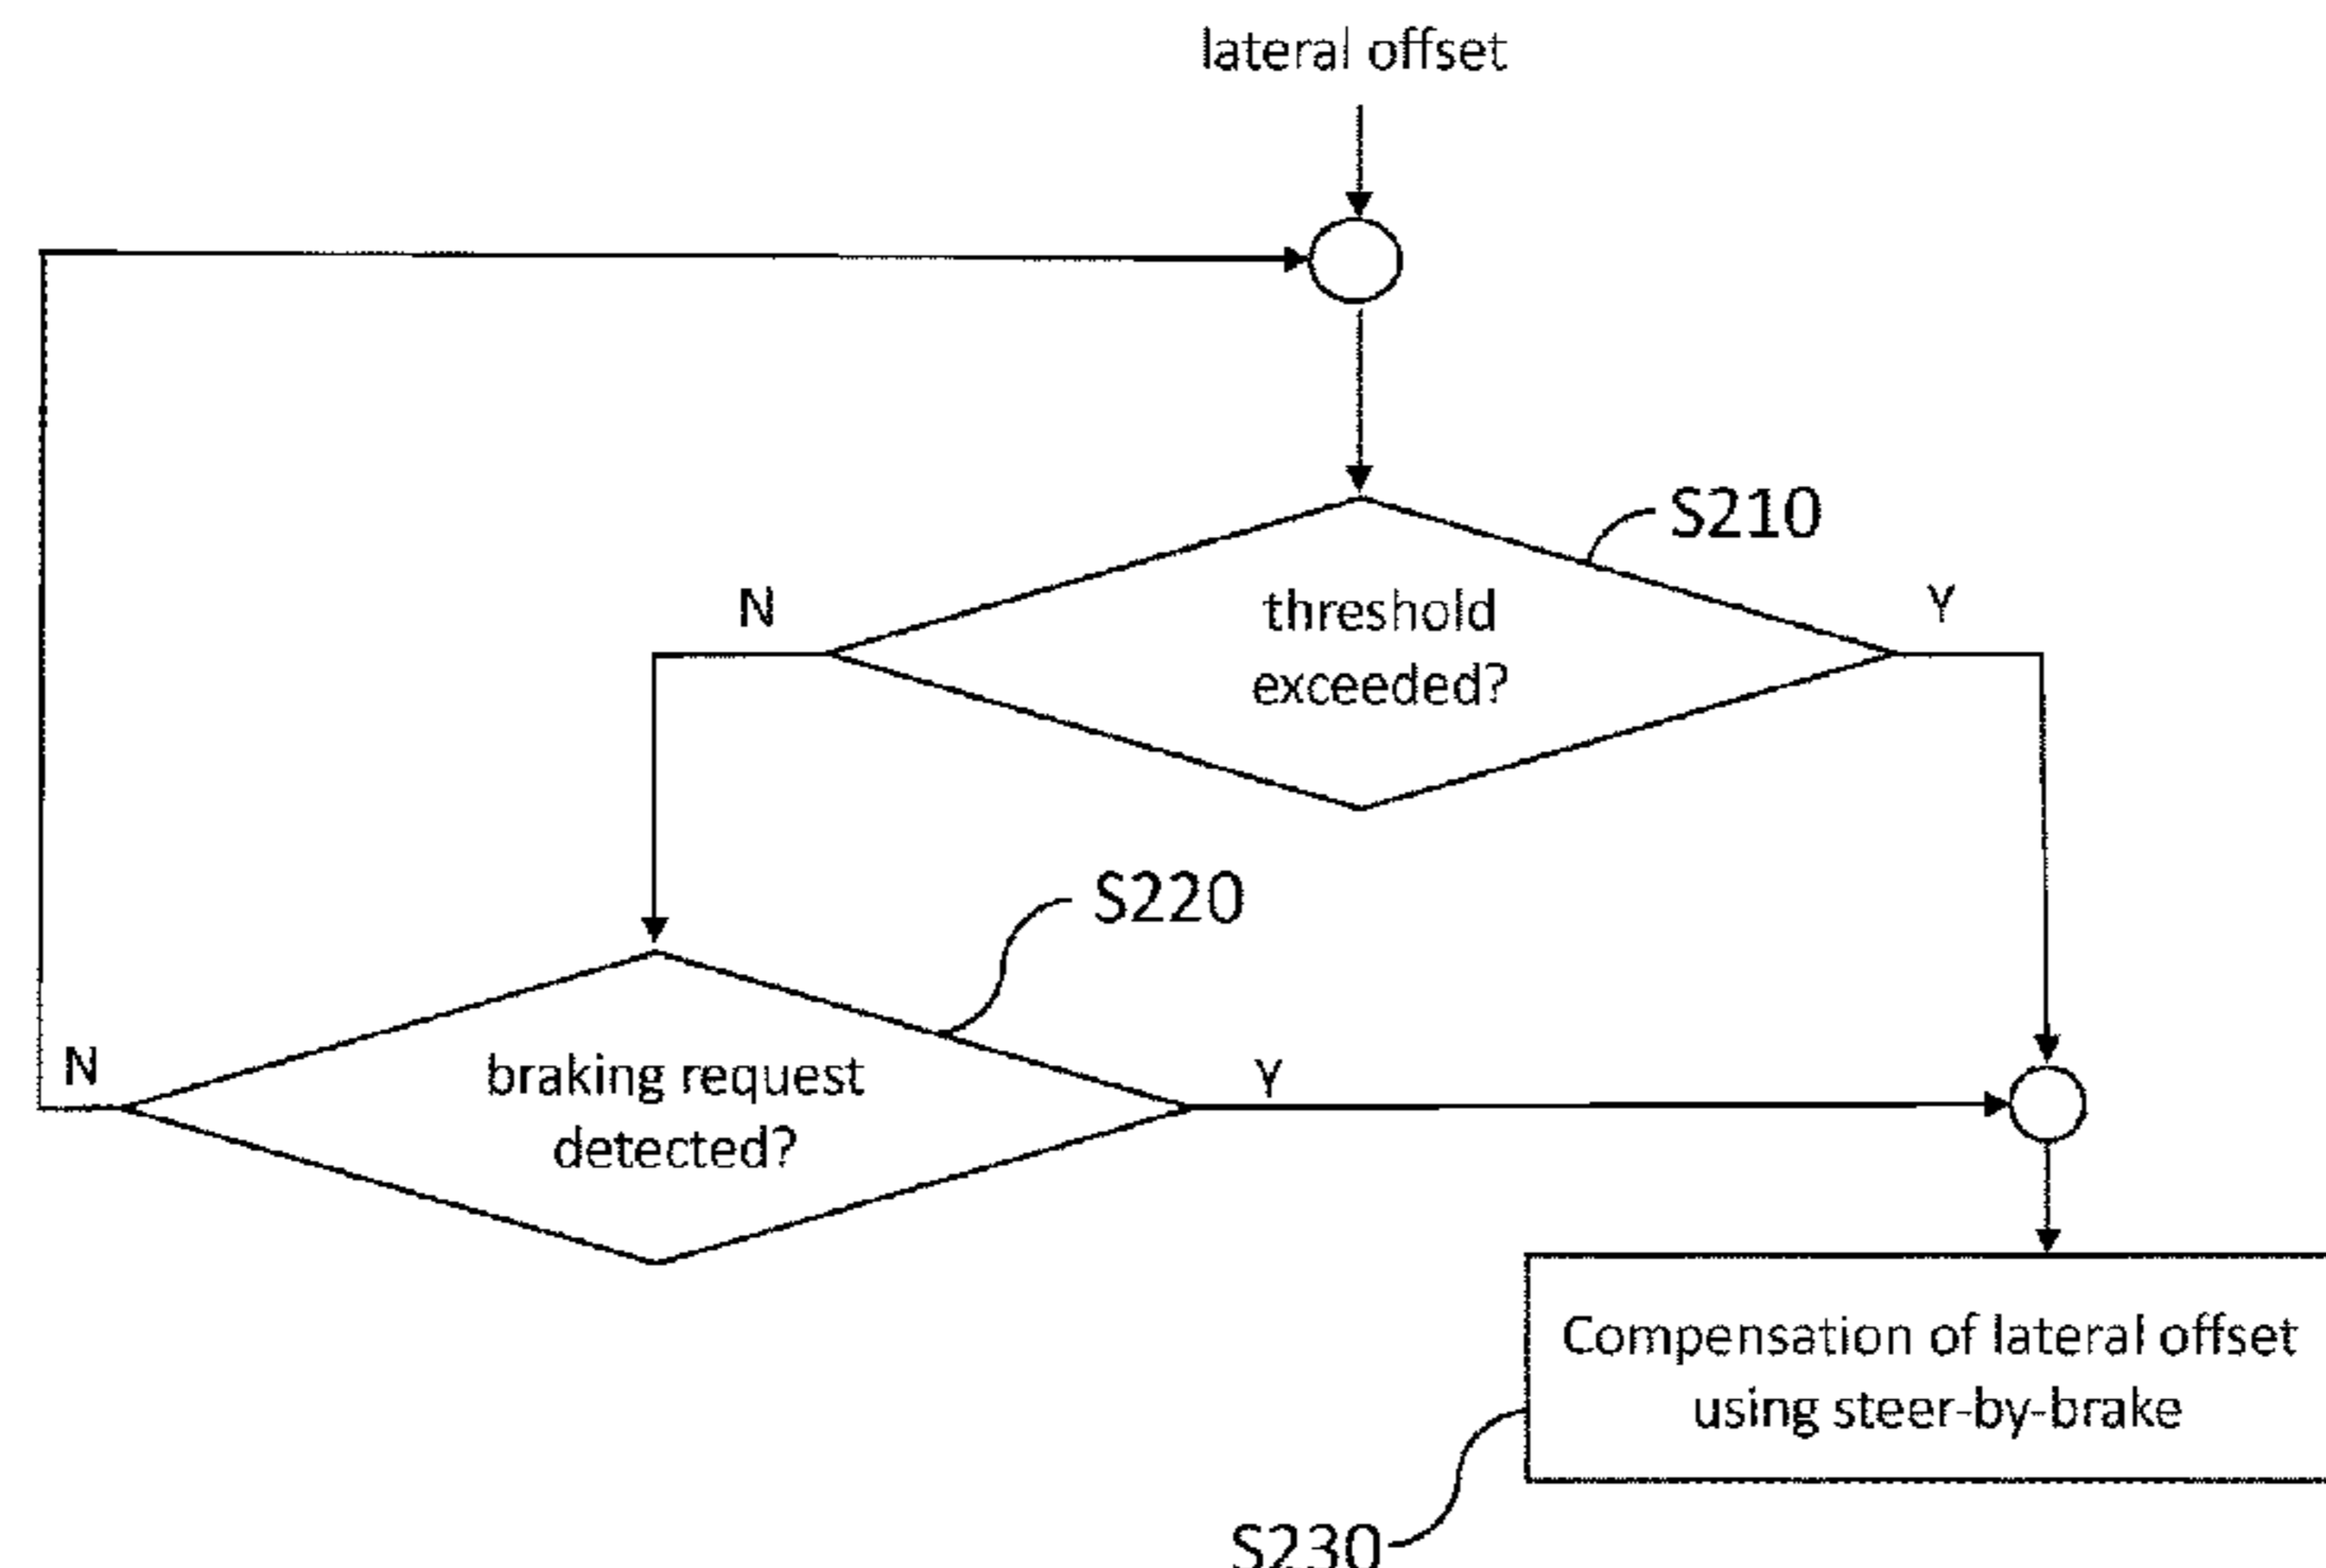 lateral offset
S210
N
Y
threshold
exceeded?
S220
N
Y
braking request
detected?
Compensation of lateral offset
using steer-by-brake
S230